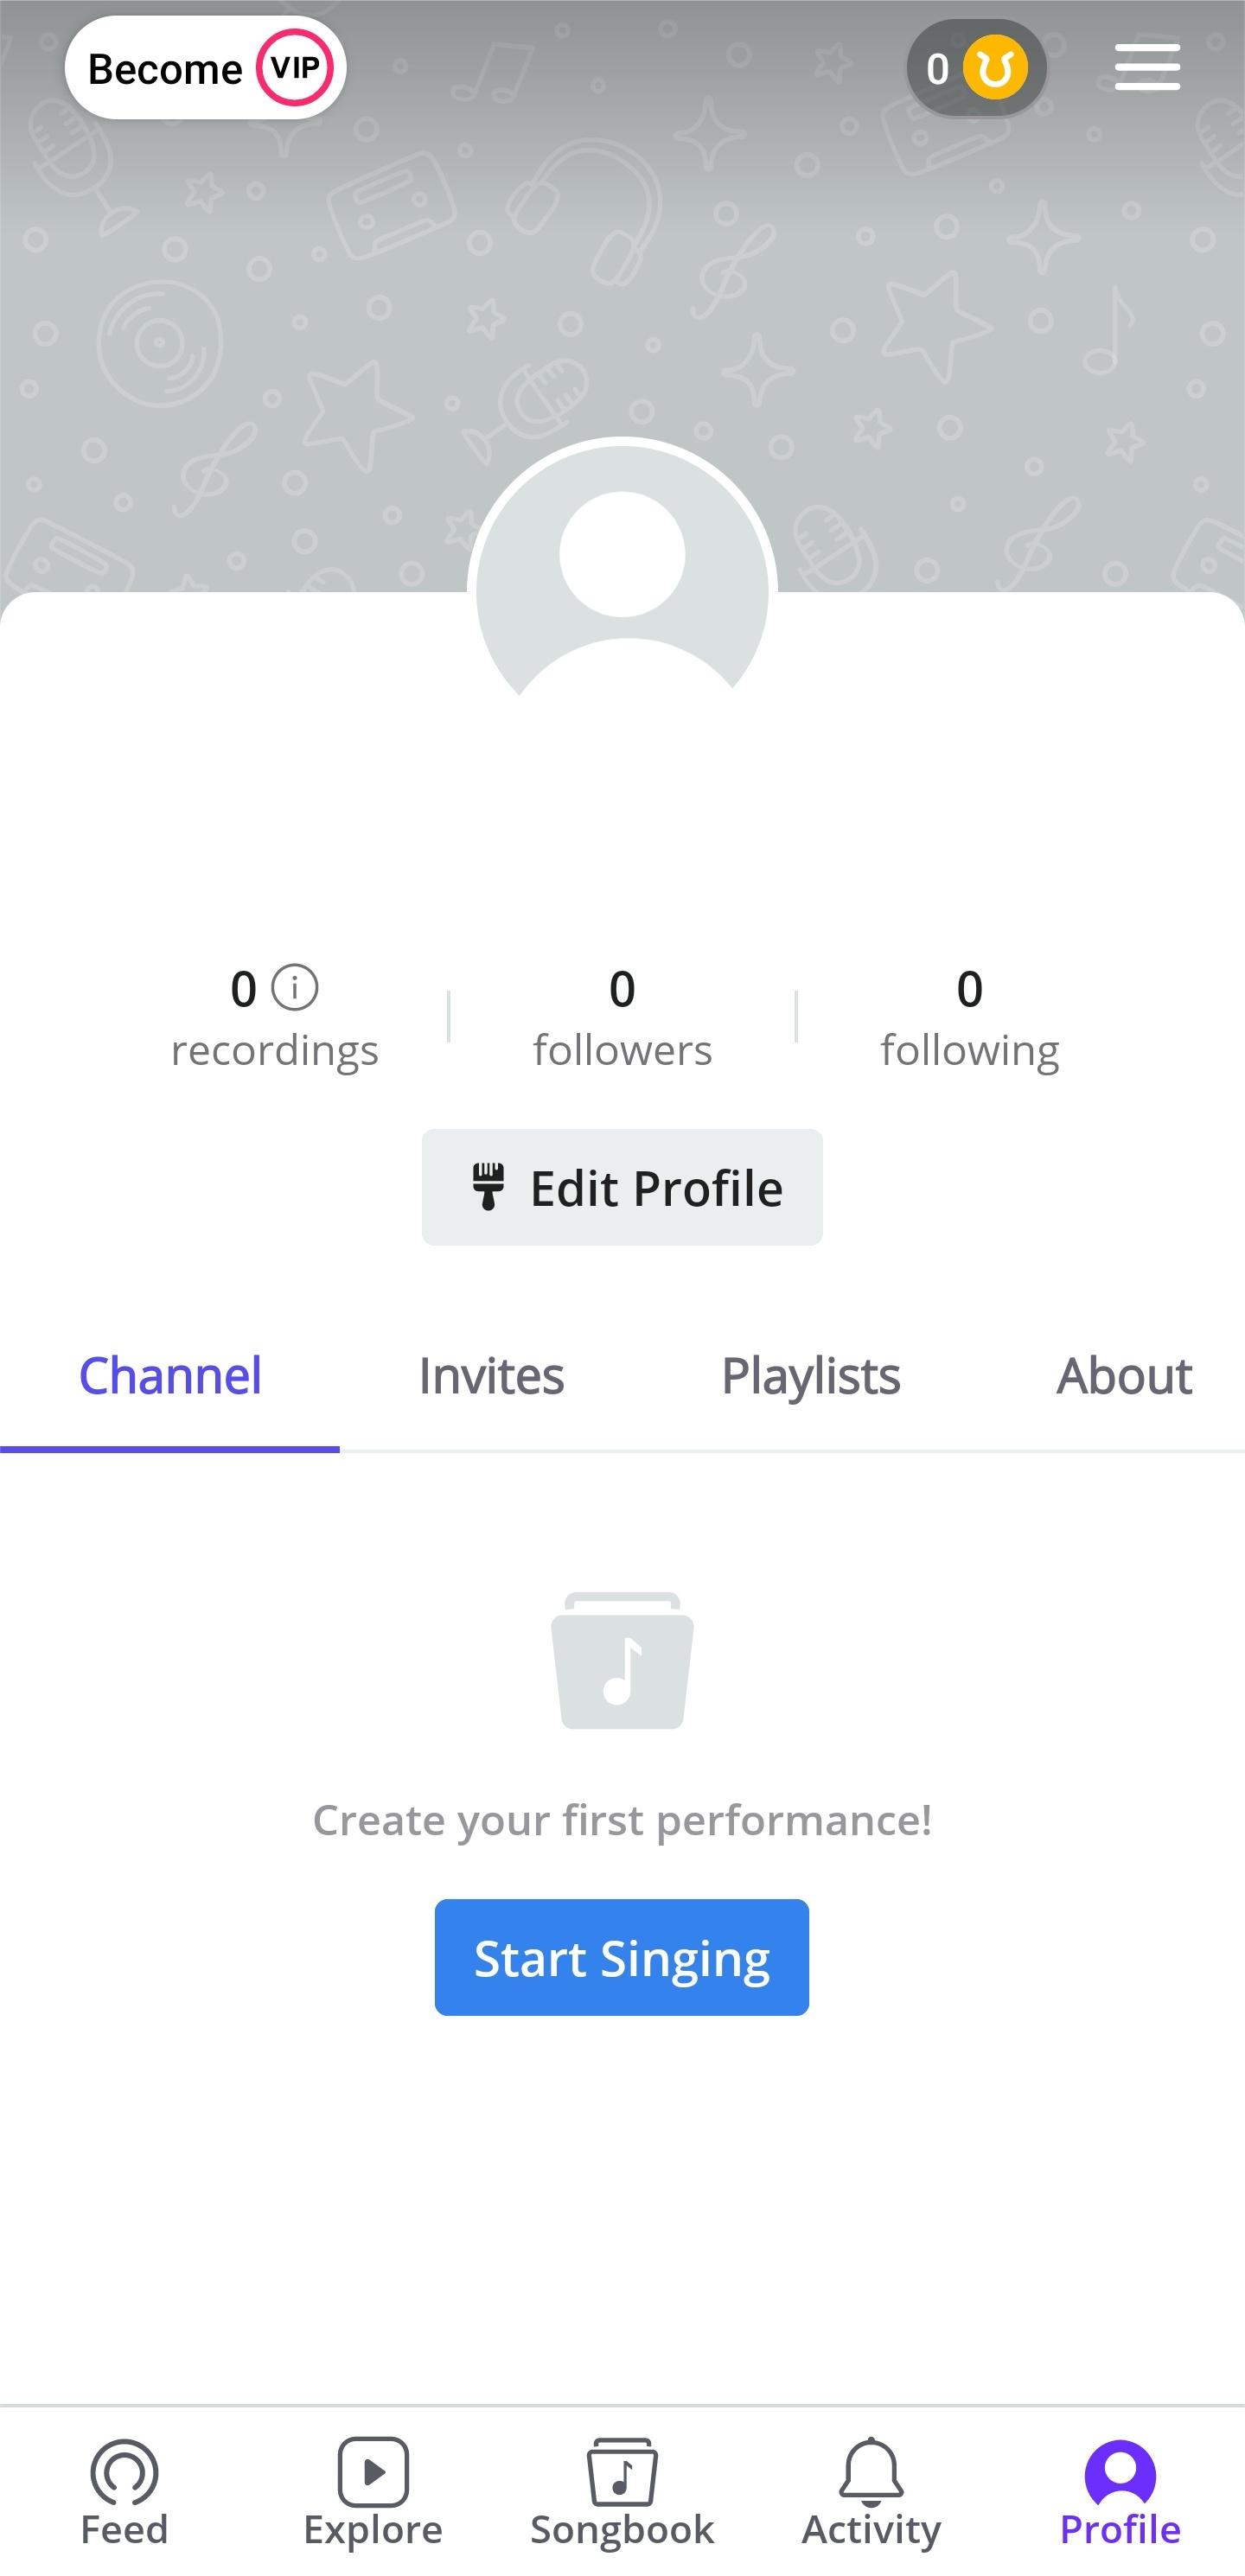 Become VIP
0
0
recordings
0
followers
0
following
Edit Profile
Channel Invites Playlists About
Create your first performance!
Start Singing
Feed Explore Songbook Activity Profile